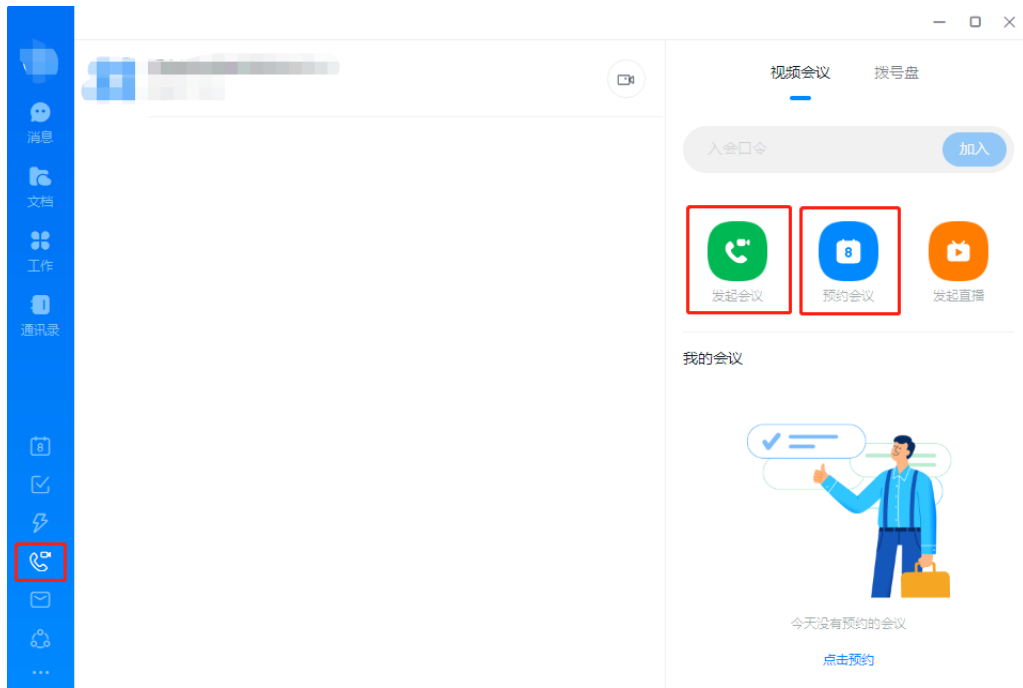 消息
文档
工作
通讯录
8
视频会议 拨号盘
入会口令 加入
8
发起会议 预约会议 发起直播
我的会议
今天没有预约的会议
点击预约